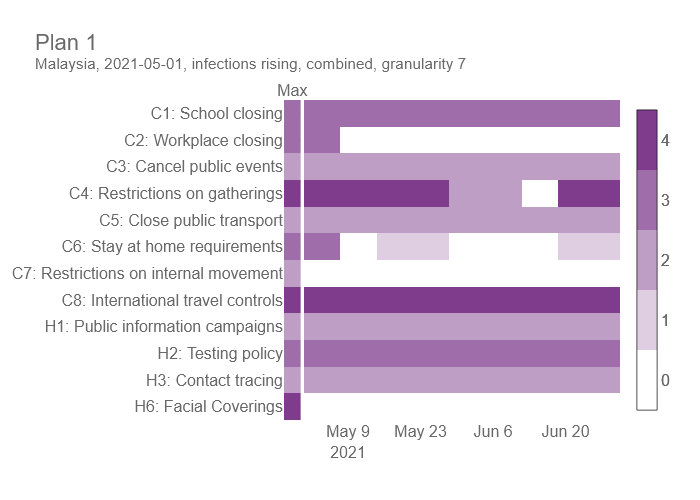 Plan 1
Malaysia, 2021-05-01, infections rising, combined, granularity 7
Max
C1: School closing
C2: Workplace closing
C3: Cancel public events
C4: Restrictions on gatherings
C5: Close public transport
C6: Stay at home requirements
C7: Restrictions on internal movement
C8: International travel controls
H1: Public information campaigns
H2: Testing policy
H3: Contact tracing
H6: Facial Coverings
May 9 May 23 Jun 6 Jun 20
2021
4
3
2
1
0